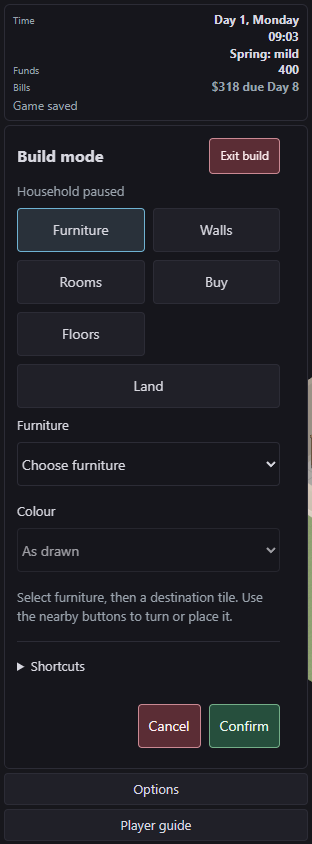 Time
Day 1, Monday
09:03
Spring: mild
Funds
400
Bills
$318 due Day 8
Game saved
Build mode
Exit build
Household paused
Furniture
Walls
Rooms
Buy
Floors
Land
Furniture
Choose furniture
Colour
As drawn
Select furniture, then a destination tile. Use
the nearby buttons to turn or place it.
Shortcuts
Cancel
Confirm
Options
Player guide